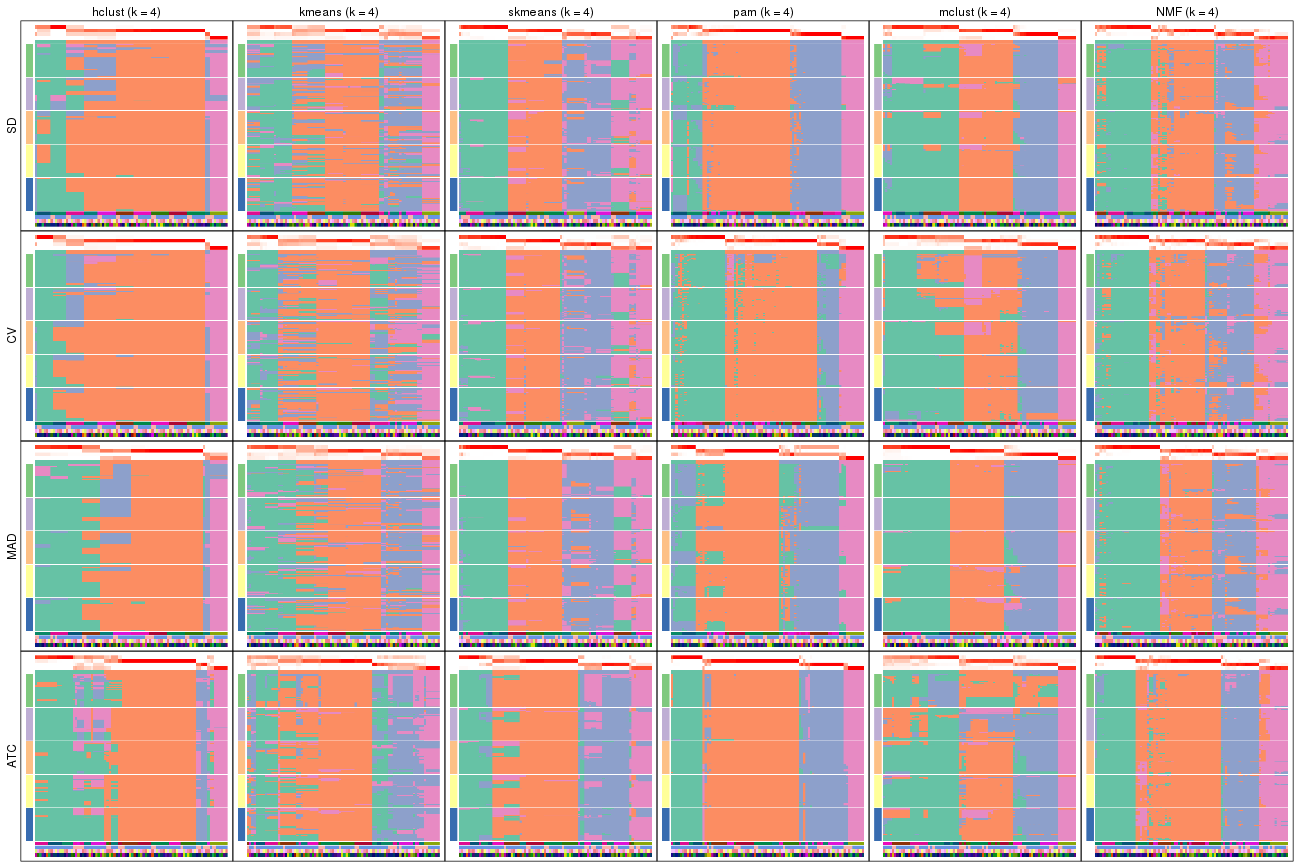 hclust (k = 4) kmeans (k = 4) skmeans (k = 4) pam (k = 4) mclust (k = 4) NMF (k = 4)
SD
CV
MAD
ATC